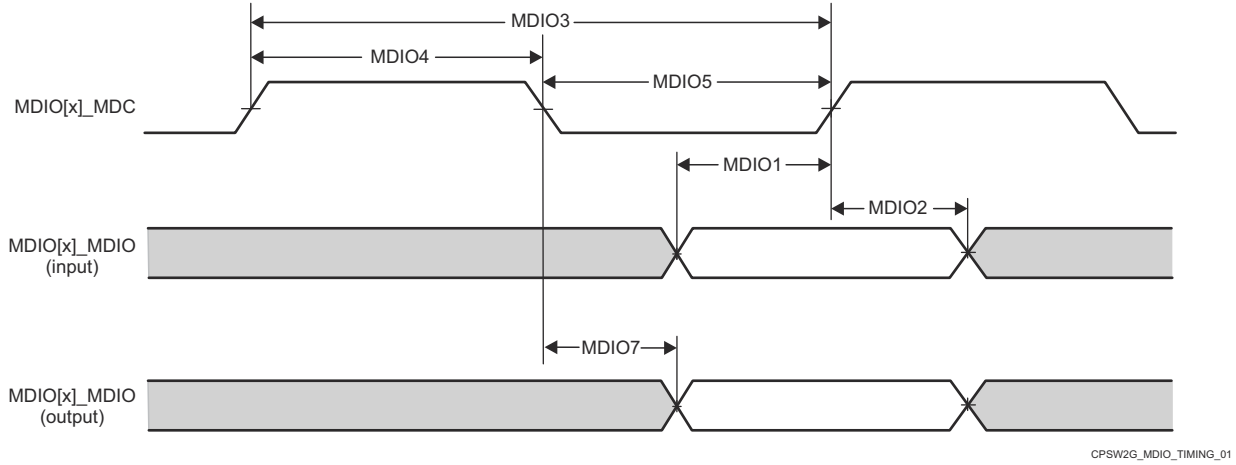 MDIO3
MDIO4
MDIO5
MDIO[x]_MDC
MDIO1
MDIO2
MDIO[x]_MDIO
(input)
MDIO7
MDIO[x]_MDIO
(output)
CPSW2G_MDIO_TIMING_01